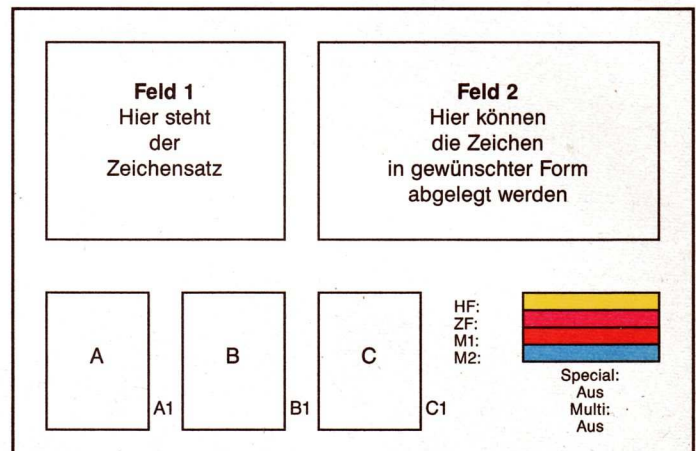 Feld 1
Hier steht
der
Zeichensatz
Feld 2
Hier können
die Zeichen
in gewünschter Form
abgelegt werden
A
A1
B
B1
C
C1
HF:
ZF:
M1:
M2:
Special:
Aus
Multi:
Aus